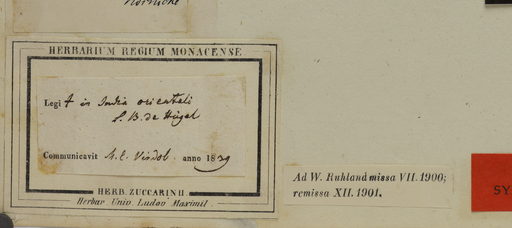 HERBARIUM REGIUM MONACENSE
Legi in India orientali
L. B. de Hügel
Communicavit anno 1839
HERB. ZUCCARINII.
Herbar. Univ. Ludov. Maximil.
Ad W. Ruhland missa VII. 1900;
remissa XII. 1901.
SY